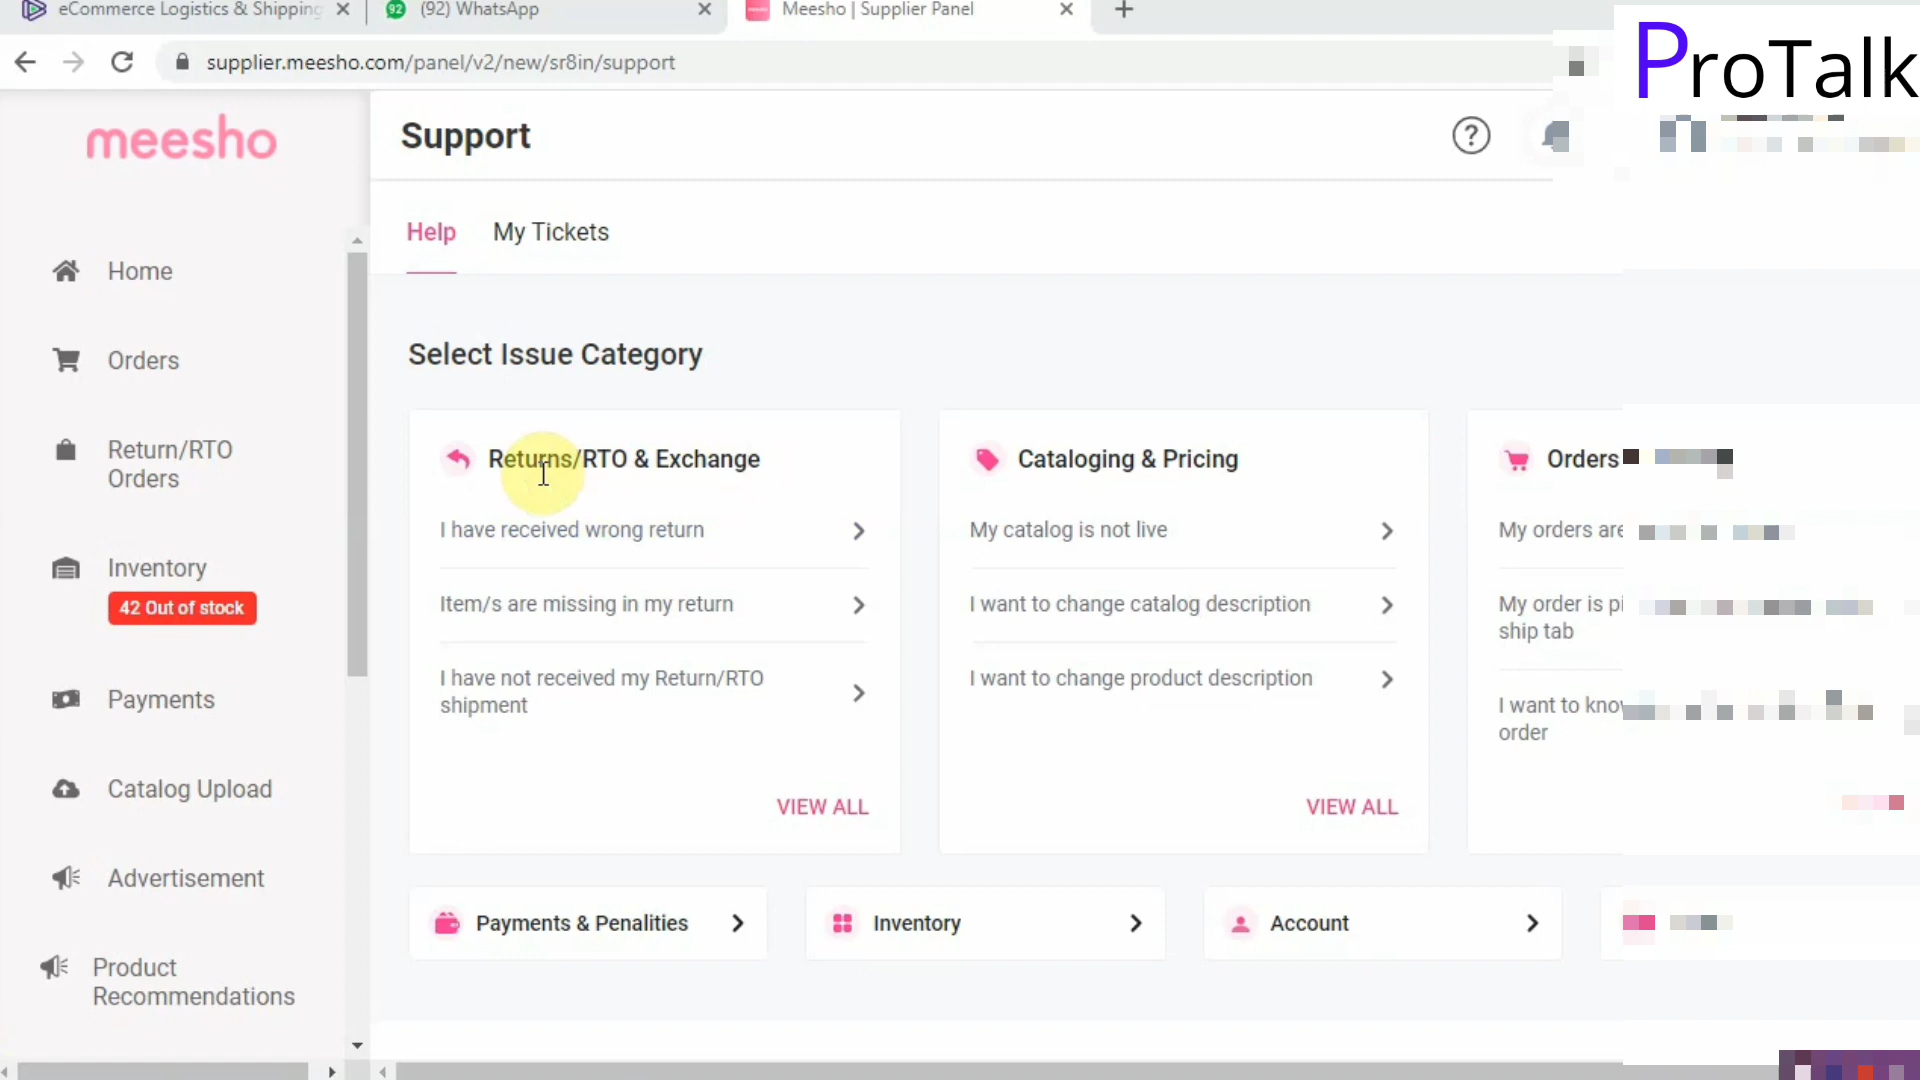 eCommerce Logistics & Shipping
92
(92) WhatsApp
Meesho | Supplier Panel
supplier.meesho.com/panel/v2/new/sr8in/support
ProTalk
meesho
Support
?
Help
My Tickets
Home
Orders
Return/RTO
Orders
Inventory
42 Out of stock
Payments
Catalog Upload
Advertisement
Product
Recommendations
Select Issue Category
Returns/RTO & Exchange
I have received wrong return
Item/s are missing in my return
I have not received my Return/RTO
shipment
VIEW ALL
Cataloging & Pricing
My catalog is not live
I want to change catalog description
I want to change product description
VIEW ALL
Orders
My orders are
My order is
ship tab
I want to
order
Payments & Penalities
Inventory
Account